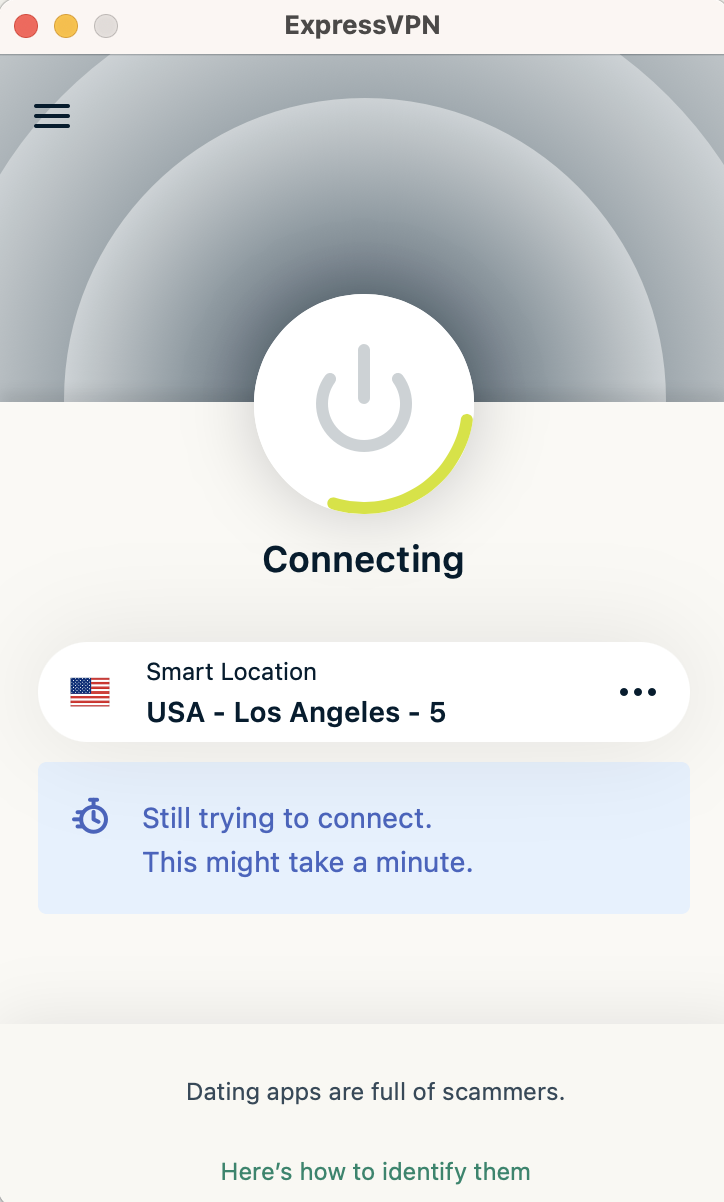 ExpressVPN
Connecting
Smart Location
USA - Los Angeles - 5
Still trying to connect.
This might take a minute.
Dating apps are full of scammers.
Here’s how to identify them